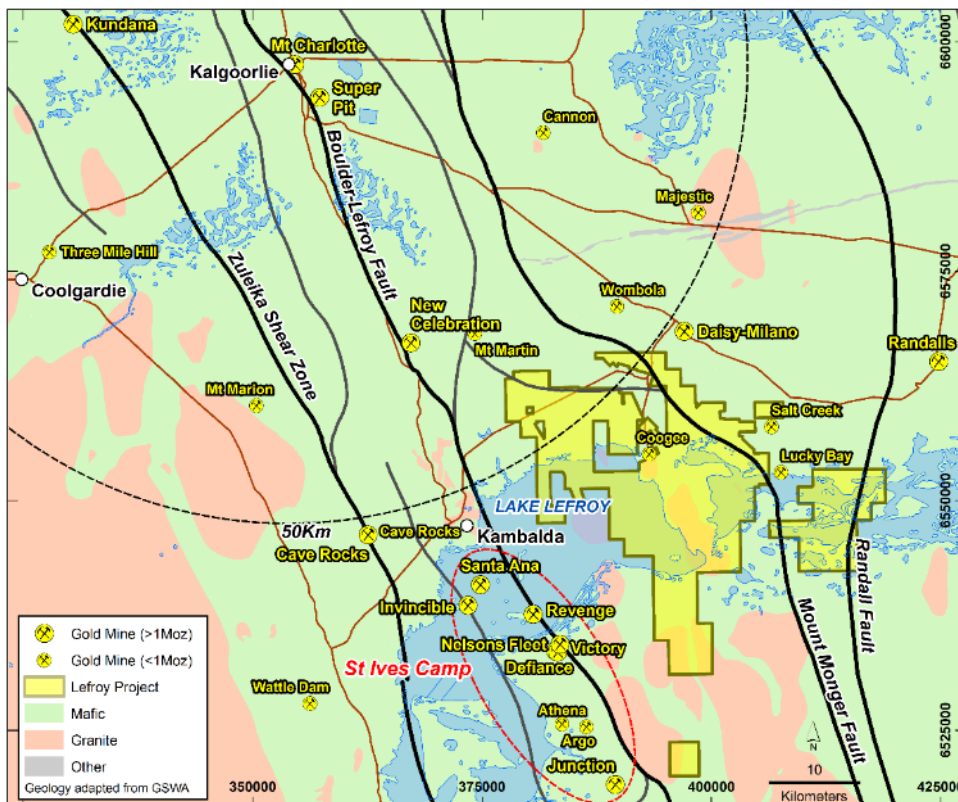 Kundana
Mt Charlotte
Kalgoorlie
Super
Pit
Cannon
6600000
Boulder-Lefroy Fault
Majestic
Three Mile Hill
Coolgardie
Zuleika Shear Zone
6575000
Wombola
New
Celebration
Daisy-Milano
Mt Martin
Randalls
Mt Marion
Salt Creek
Coogee
Lucky Bay
LAKE LEFROY
6550000
50Km
Cave Rocks
Kambalda
Cave Rocks
Santa Ana
Randall Fault
Invincible
Revenge
Mount Monger Fault
Nelsons Fleet
Victory
Defiance
St Ives Camp
Wattle Dam
Athena
Argo
Junction
6525000
Gold Mine (>1Moz)
Gold Mine (<1Moz)
Lefroy Project
Mafic
Granite
Other
Geology adapted from GSWA
N
10
Kilometers
350000
375000
400000
425000